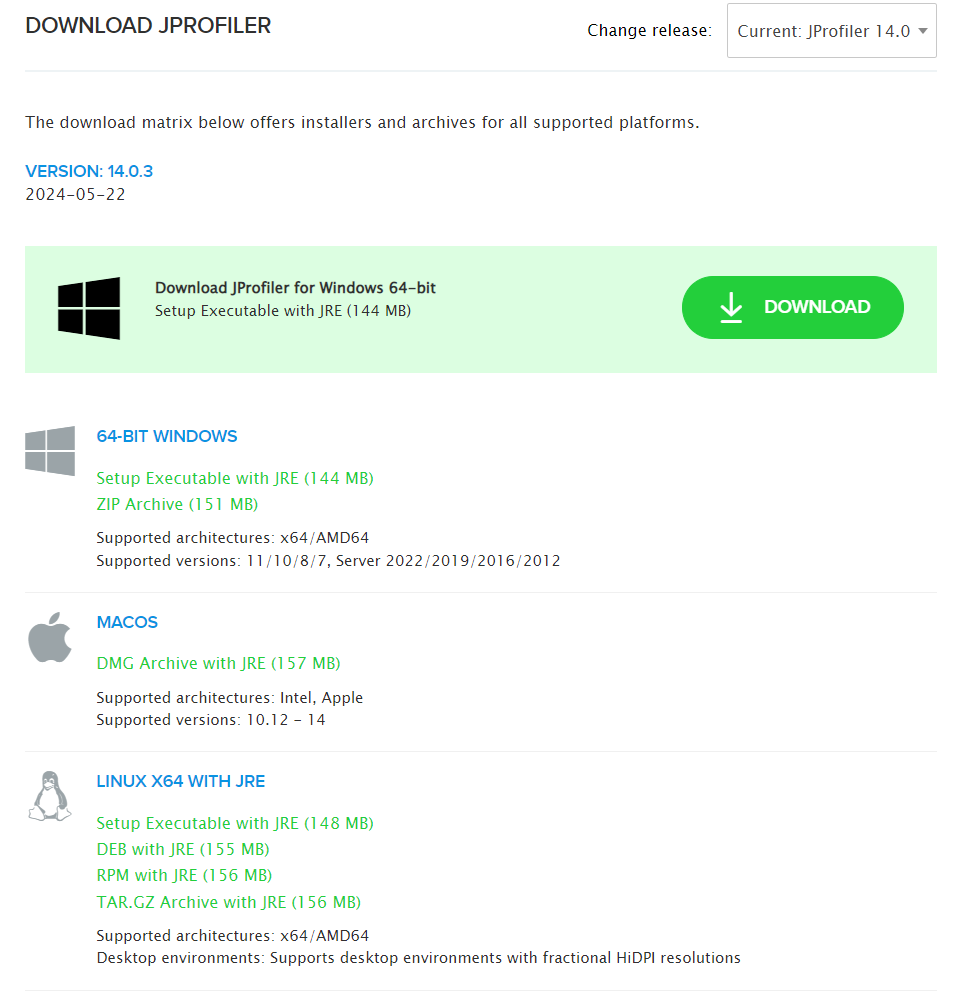 DOWNLOAD JPROFILER
Change release:
Current: JProfiler 14.0
The download matrix below offers installers and archives for all supported platforms.
VERSION: 14.0.3
2024-05-22
Download JProfiler for Windows 64-bit
Setup Executable with JRE (144 MB)
DOWNLOAD
64-BIT WINDOWS
Setup Executable with JRE (144 MB)
ZIP Archive (151 MB)
Supported architectures: x64/AMD64
Supported versions: 11/10/8/7, Server 2022/2019/2016/2012
MACOS
DMG Archive with JRE (157 MB)
Supported architectures: Intel, Apple
Supported versions: 10.12 - 14
LINUX X64 WITH JRE
Setup Executable with JRE (148 MB)
DEB with JRE (155 MB)
RPM with JRE (156 MB)
TAR.GZ Archive with JRE (156 MB)
Supported architectures: x64/AMD64
Desktop environments: Supports desktop environments with fractional HiDPI resolutions